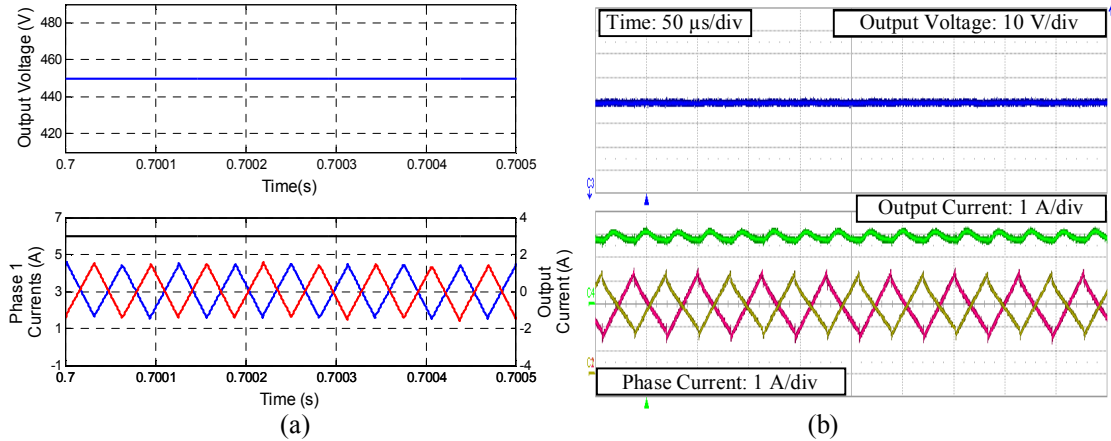 Output Voltage (V)
480
460
440
420
0.7 0.7001 0.7002 0.7003 0.7004 0.7005
Time(s)
Phase 1
Currents (A)
7
5
3
1
-1
4
2
0
-2
-4
Output
Current (A)
0.7 0.7001 0.7002 0.7003 0.7004 0.7005
Time (s)
(a)
Time: 50 µs/div
Output Voltage: 10 V/div
Output Current: 1 A/div
Phase Current: 1 A/div
(b)